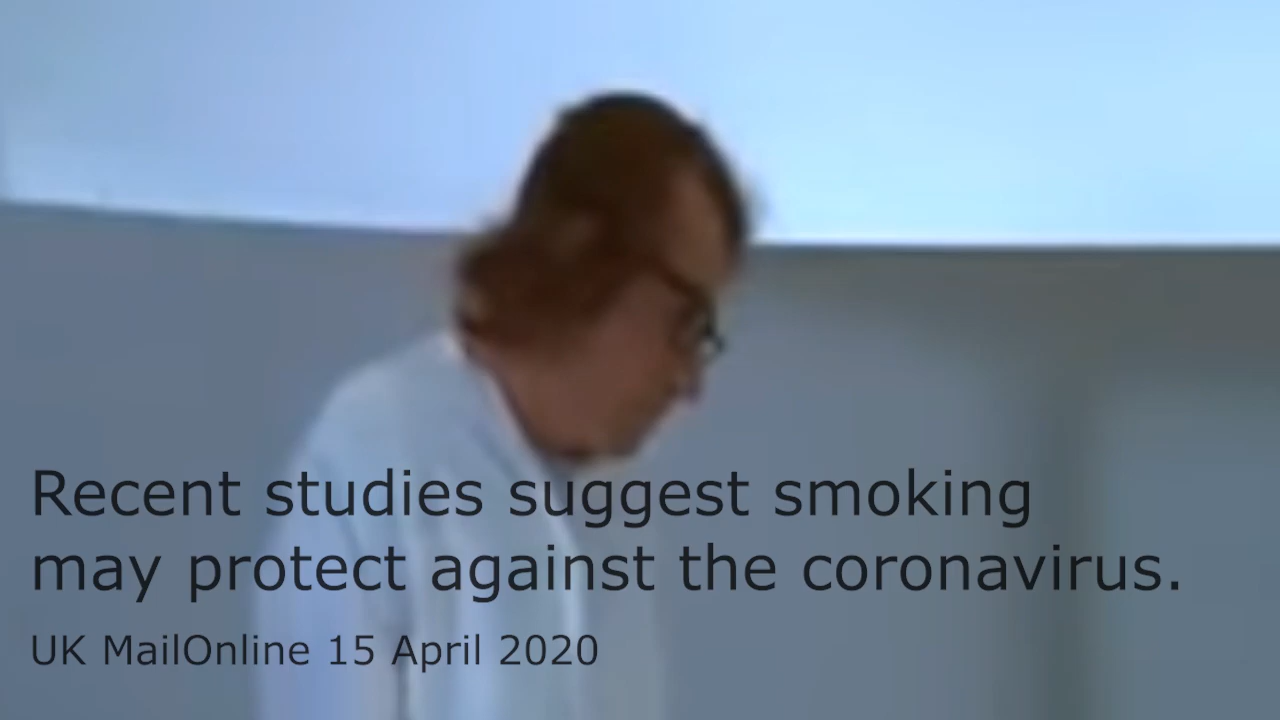 Recent studies suggest smoking
may protect against the coronavirus.
UK MailOnline 15 April 2020